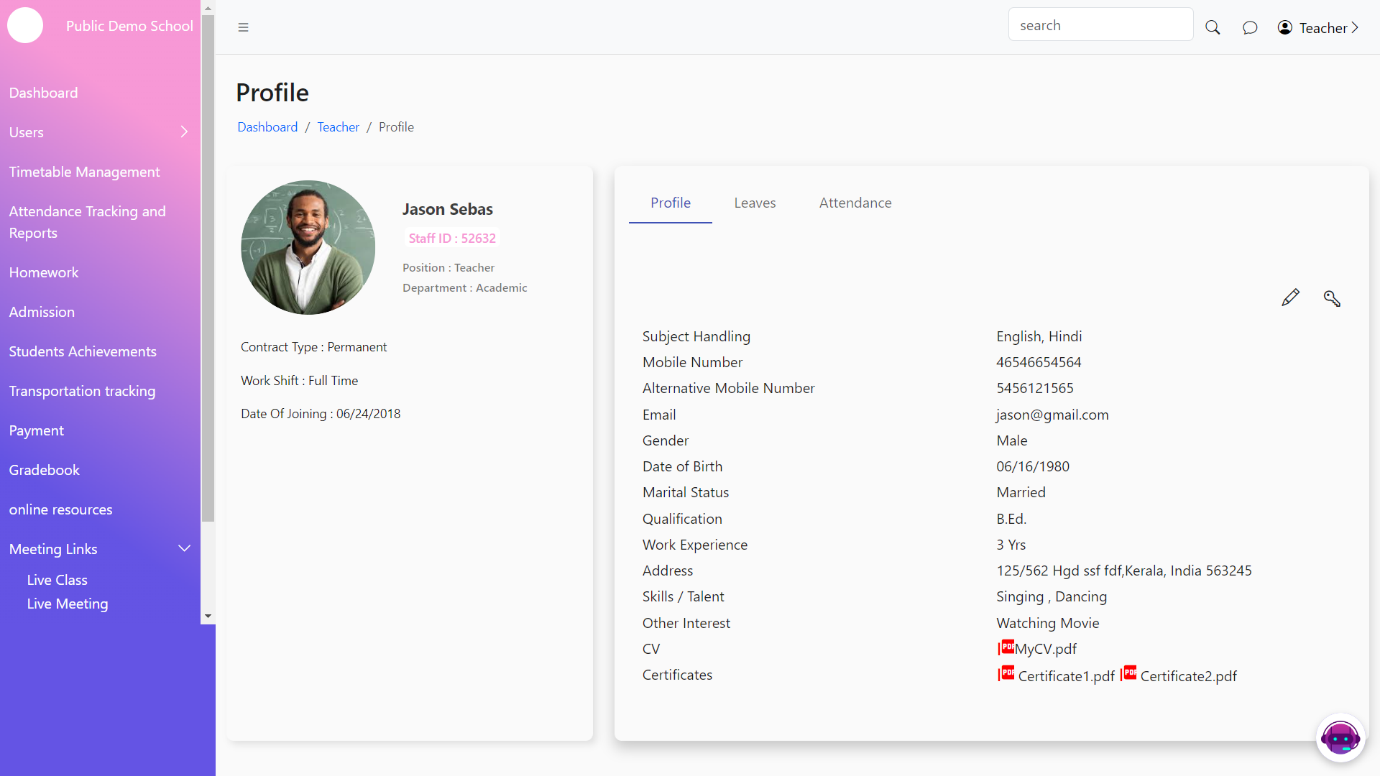 Public Demo School
search
Teacher
Dashboard
Users
Timetable Management
Attendance Tracking and
Reports
Homework
Admission
Students Achievements
Transportation tracking
Payment
Gradebook
online resources
Meeting Links
Live Class
Live Meeting
Profile
Dashboard / Teacher / Profile
Jason Sebas
Staff ID : 52632
Position : Teacher
Department : Academic
Contract Type : Permanent
Work Shift : Full Time
Date Of Joining : 06/24/2018
Profile Leaves Attendance
Subject Handling English, Hindi
Mobile Number 46546654564
Alternative Mobile Number 5456121565
Email jason@gmail.com
Gender Male
Date of Birth 06/16/1980
Marital Status Married
Qualification B.Ed.
Work Experience 3 Yrs
Address 125/562 Hgd ssf fdf,Kerala, India 563245
Skills / Talent Singing , Dancing
Other Interest Watching Movie
CV MyCV.pdf
Certificates Certificate1.pdf Certificate2.pdf